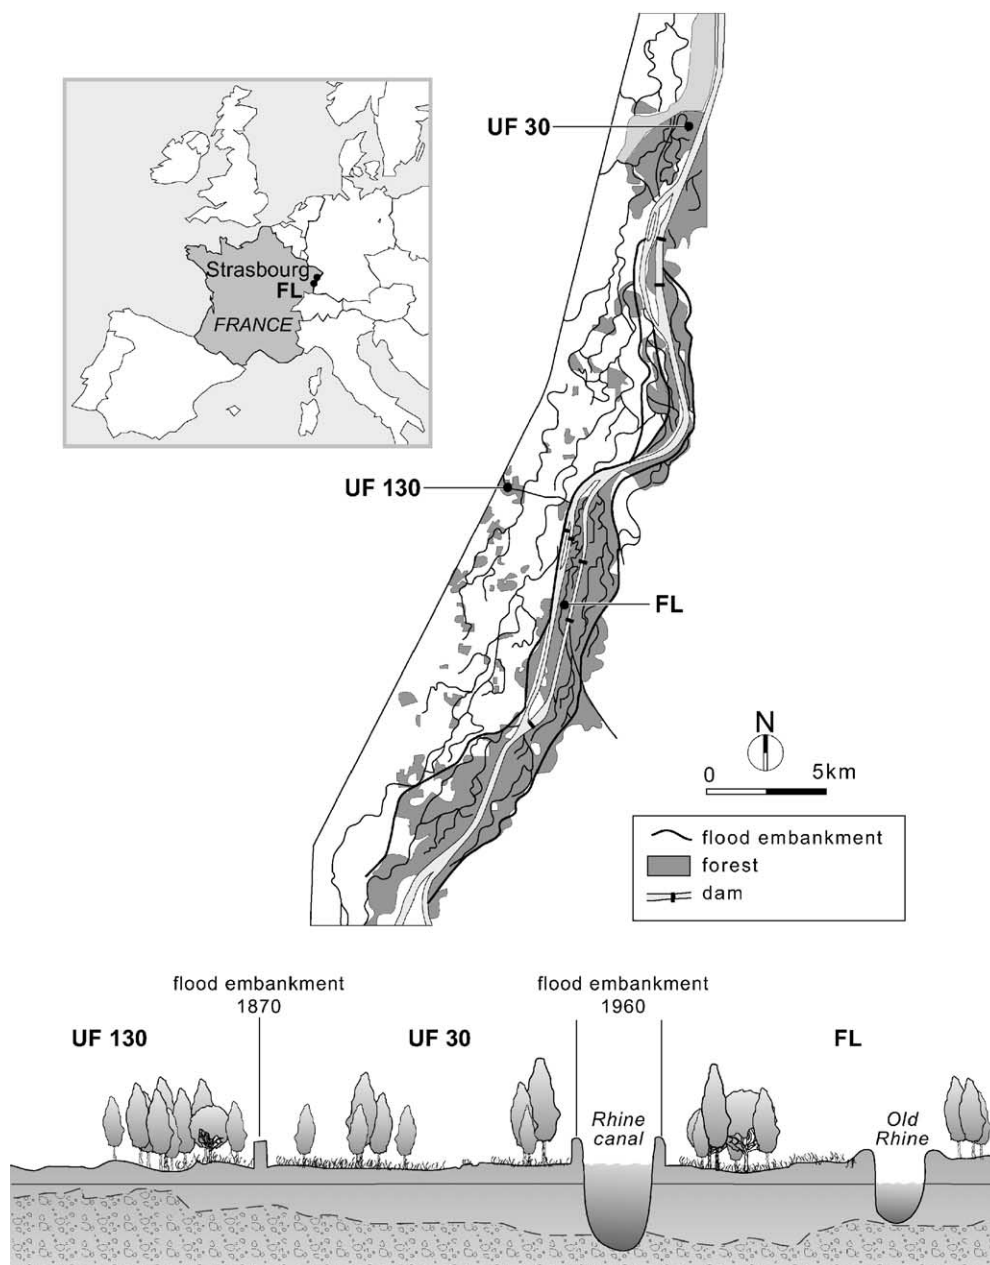 UF 30
Strasbourg
FL
FRANCE
UF 130
FL
N
0 5km
flood embankment
forest
dam
flood embankment
1870
flood embankment
1960
UF 130
UF 30
FL
Rhine
canal
Old
Rhine